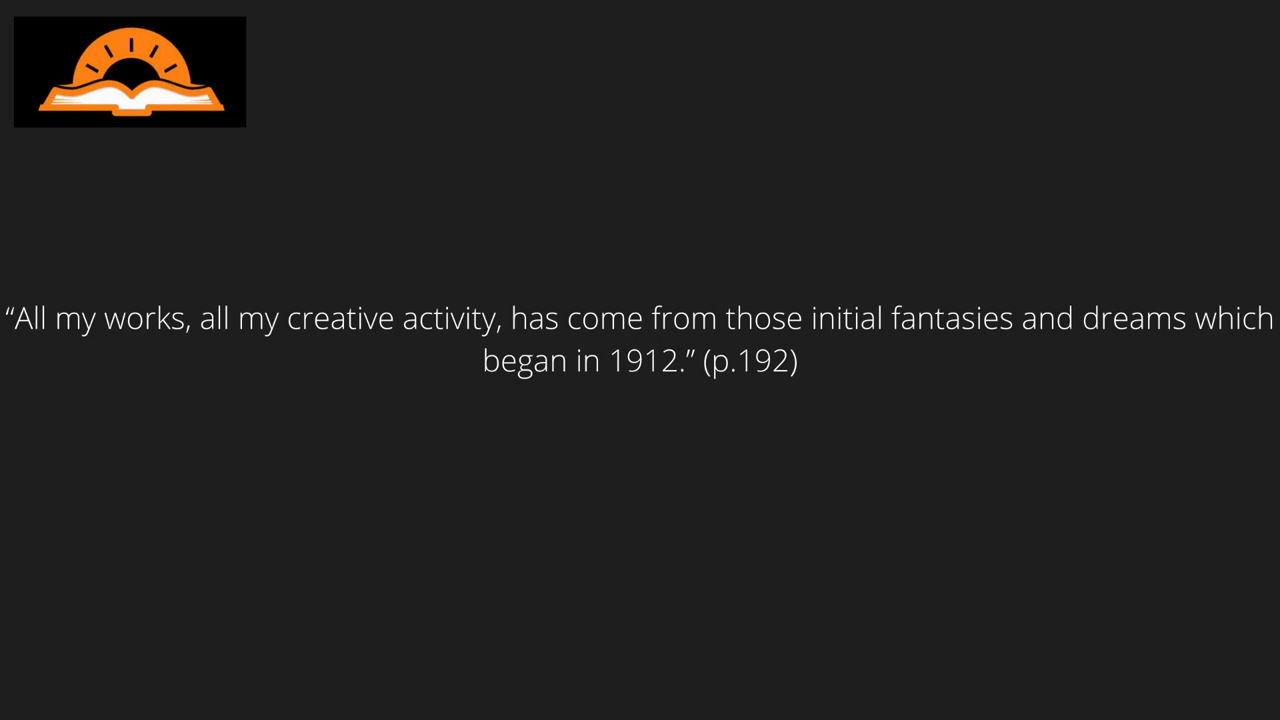 “All my works, all my creative activity, has come from those initial fantasies and dreams which
began in 1912.” (p.192)